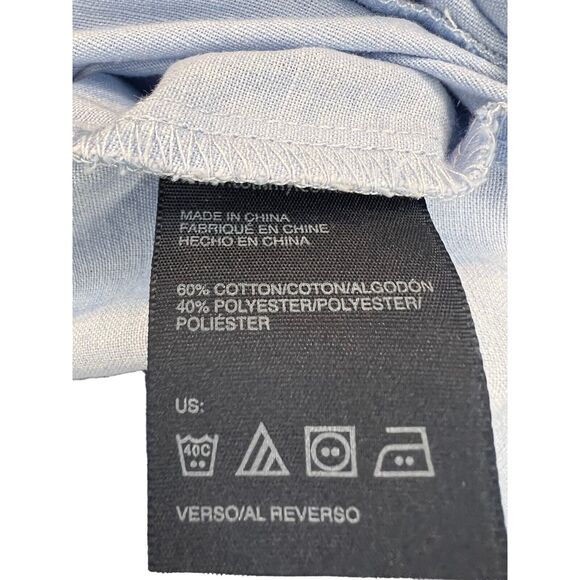 MADE IN CHINA
FABRIQUÉ EN CHINE
HECHO EN CHINA
60% COTTON/COTON/ALGODÓN
40% POLYESTER/POLYESTER/
POLIÉSTER
US:
40C
VERSO/AL REVERSO